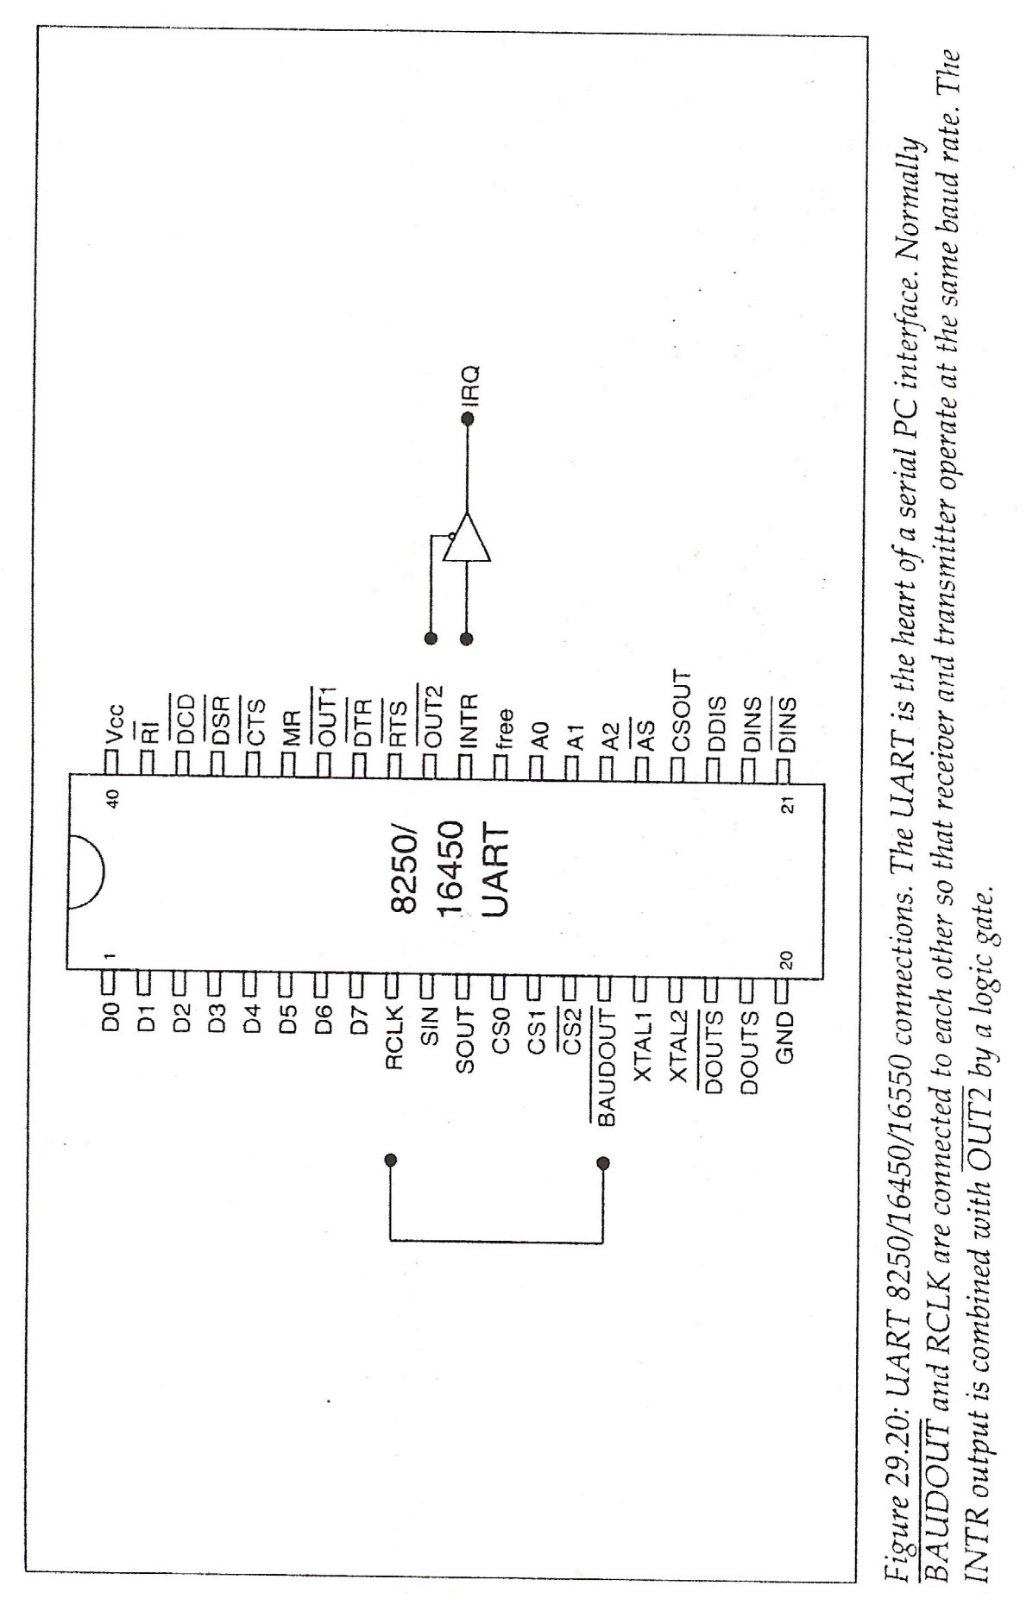 D0
D1
D2
D3
D4
D5
D6
D7
RCLK
SIN
SOUT
CS0
CS1
CS2
BAUDOUT
XTAL1
XTAL2
DOUTS
DOUTS
GND
1
20
8250/
16450
UART
40
21
Vcc
RI
DCD
DSR
CTS
MR
OUT1
DTR
RTS
OUT2
INTR
free
A0
A1
A2
AS
CSOUT
DDIS
DINS
DINS
IRQ
Figure 29.20: UART 8250/16450/16550 connections. The UART is the heart of a serial PC interface. Normally
BAUDOUT and RCLK are connected to each other so that receiver and transmitter operate at the same baud rate. The
INTR output is combined with OUT2 by a logic gate.